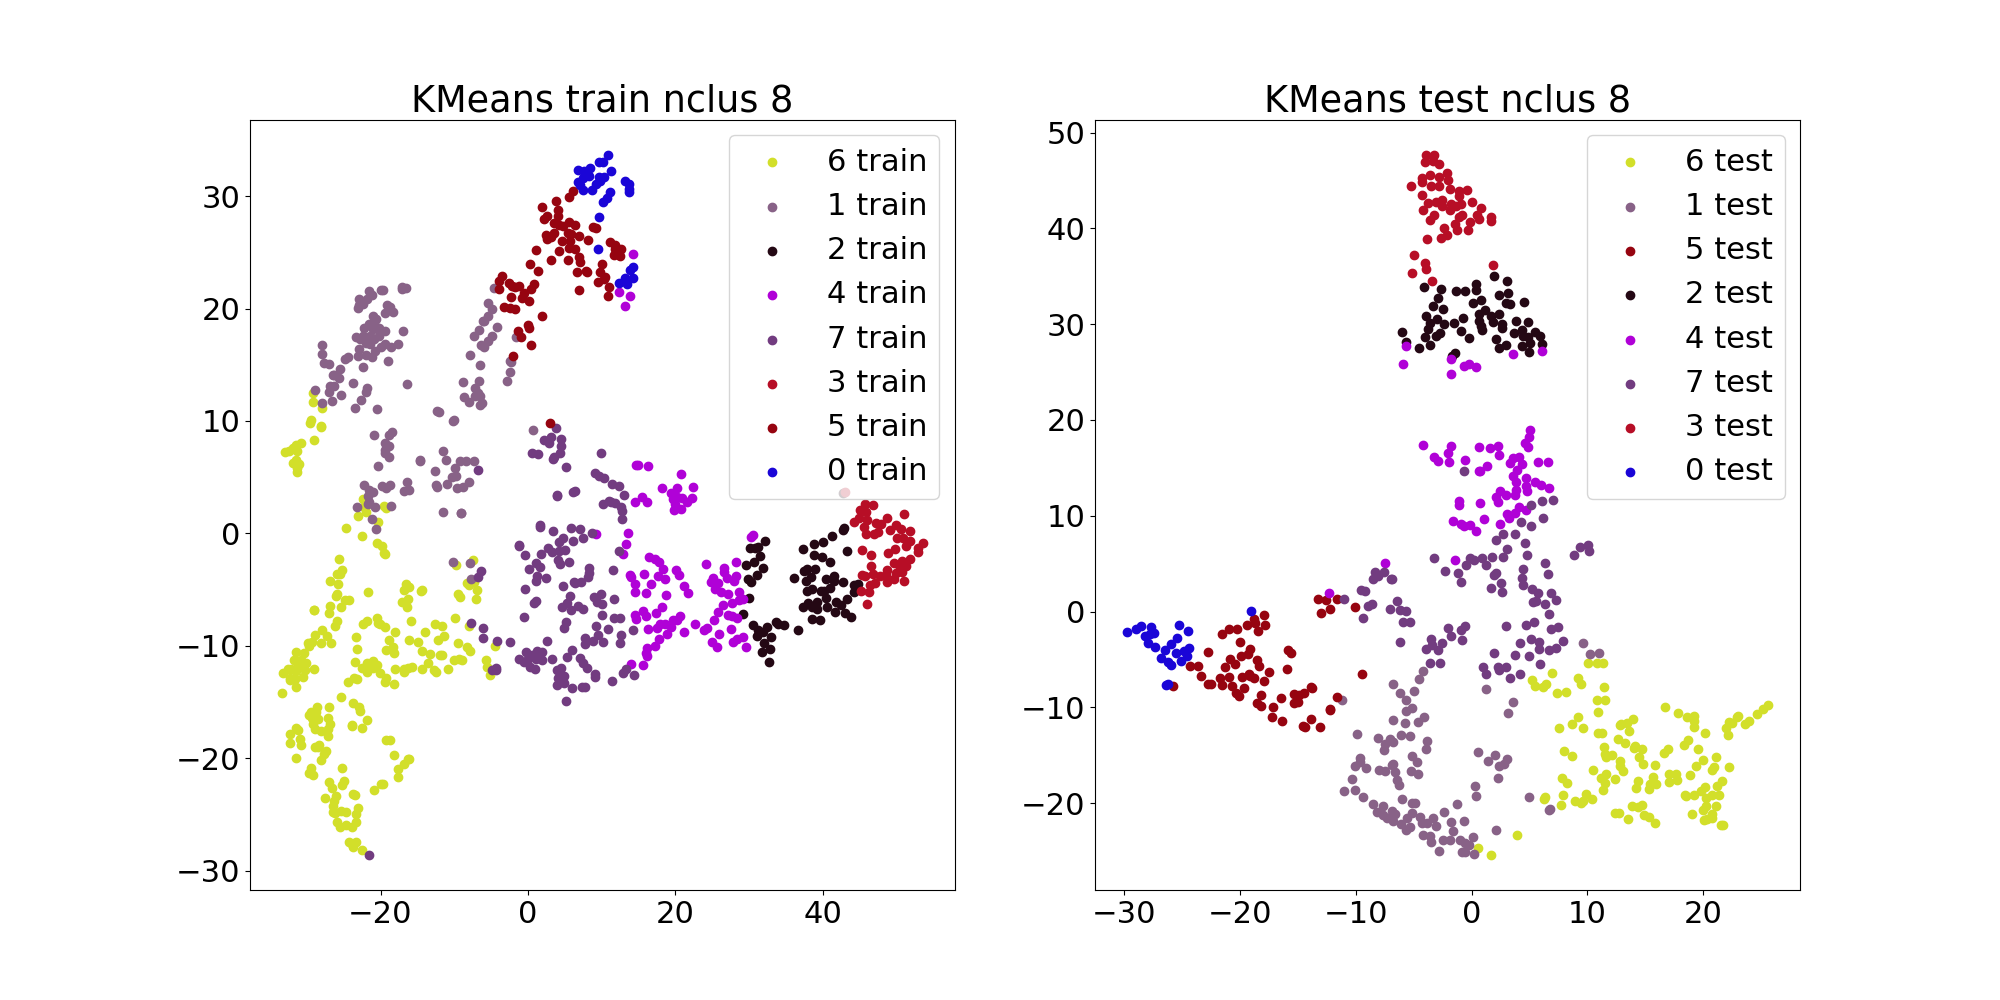 KMeans train nclus 8
30
20
10
0
−10
−20
−30
−20
0
20
40
6 train
1 train
2 train
4 train
7 train
3 train
5 train
0 train
KMeans test nclus 8
50
40
30
20
10
0
−10
−20
−30
−20
−10
0
10
20
6 test
1 test
5 test
2 test
4 test
7 test
3 test
0 test